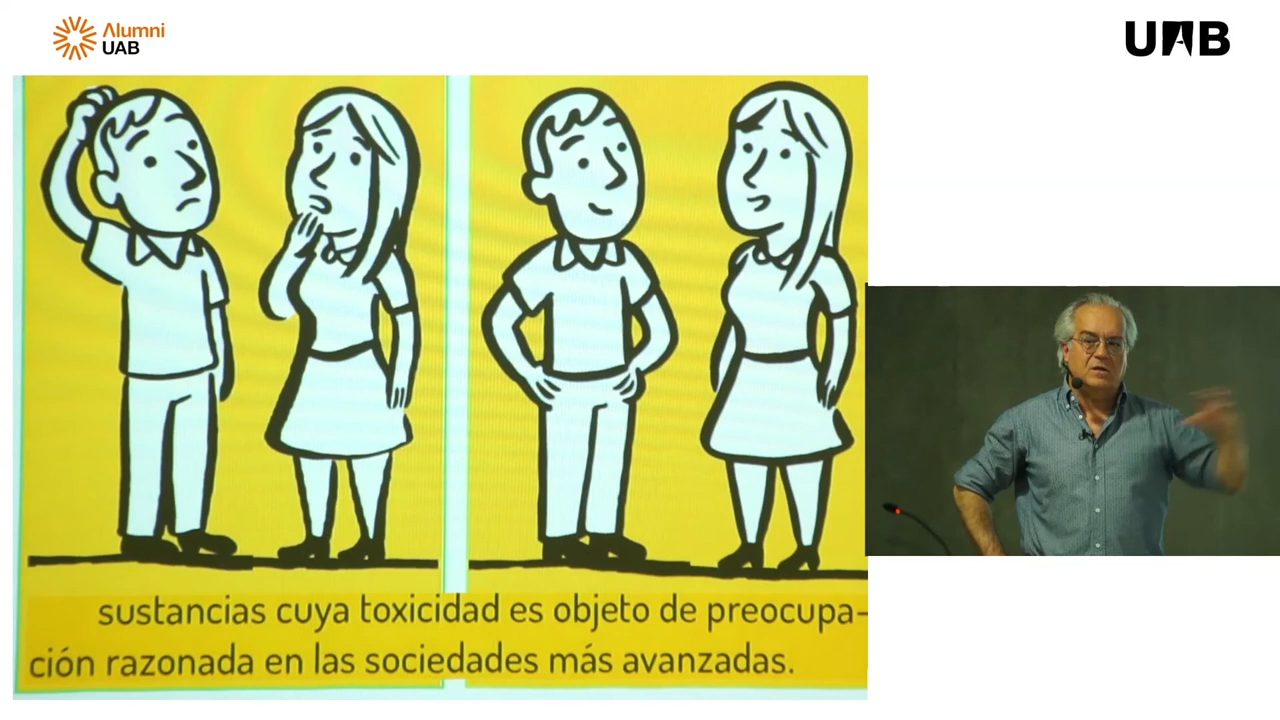 Alumni
UAB
UAB
sustancias cuya toxicidad es objeto de preocupa-
ción razonada en las sociedades más avanzadas.